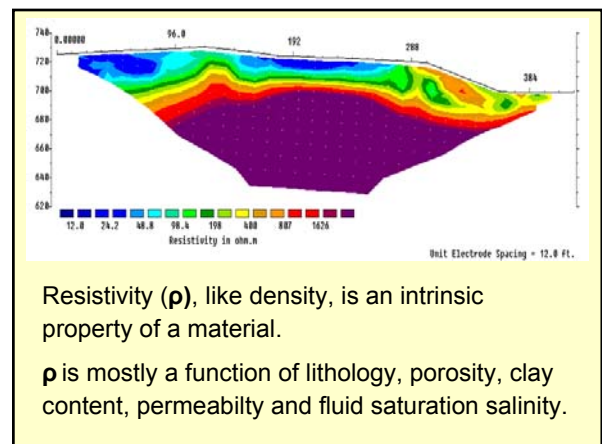 740
0.00000 96.0 192 288 384
720
700
680
660
640
620
12.0 24.2 48.8 98.4 198 400 807 1626
Resistivity in ohm.m
Unit Electrode Spacing = 12.0 ft.
Resistivity (ρ), like density, is an intrinsic
property of a material.
ρ is mostly a function of lithology, porosity, clay
content, permeabilty and fluid saturation salinity.